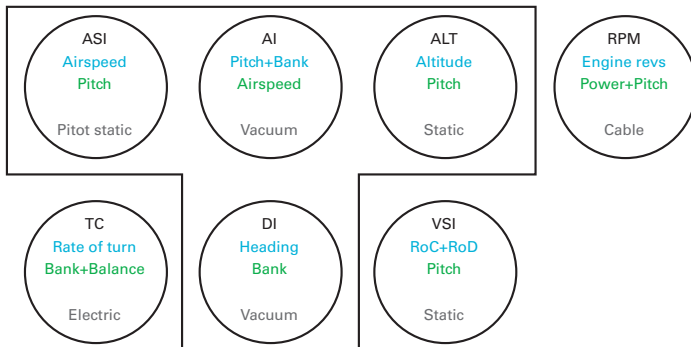 ASI
Airspeed
Pitch
Pitot static
AI
Pitch+Bank
Airspeed
Vacuum
ALT
Altitude
Pitch
Static
RPM
Engine revs
Power+Pitch
Cable
TC
Rate of turn
Bank+Balance
Electric
DI
Heading
Bank
Vacuum
VSI
RoC+RoD
Pitch
Static